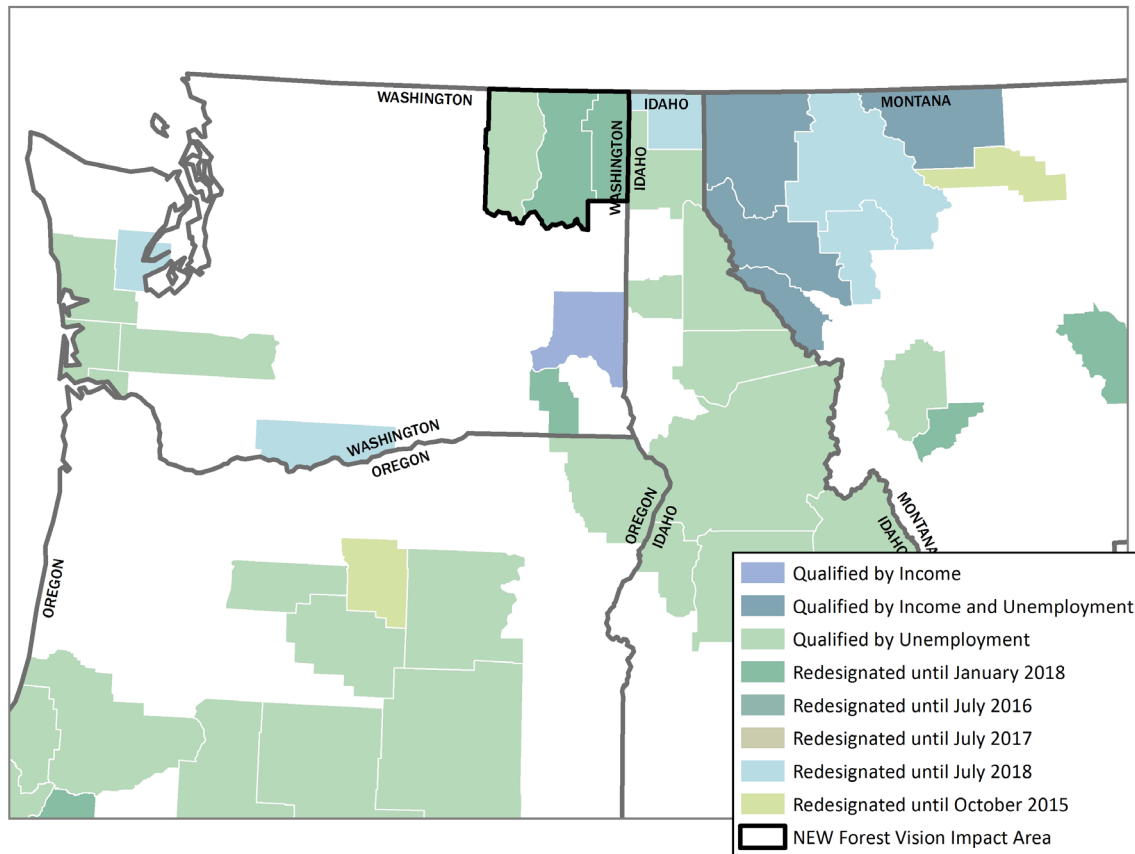 WASHINGTON
IDAHO
MONTANA
WASHINGTON
IDAHO
WASHINGTON
OREGON
OREGON
IDAHO
MONTANA
IDAHO
OREGON
Qualified by Income
Qualified by Income and Unemployment
Qualified by Unemployment
Redesignated until January 2018
Redesignated until July 2016
Redesignated until July 2017
Redesignated until July 2018
Redesignated until October 2015
NEW Forest Vision Impact Area